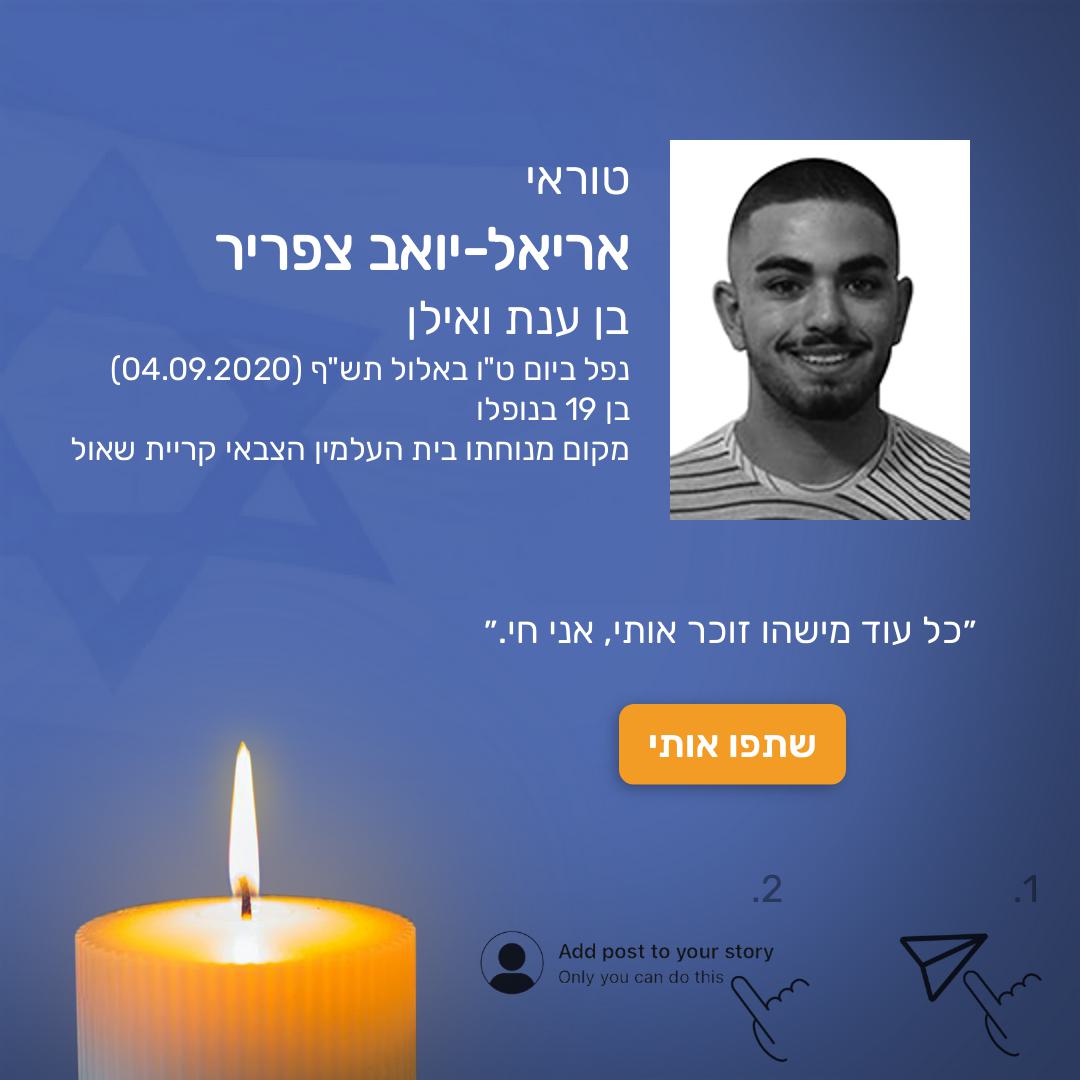 טוראי
אריאל-יואב צפריר
בן ענת ואילן
נפל ביום ט"ו באלול תש"ף (04.09.2020)
בן 19 בנופלו
מקום מנוחתו בית העלמין הצבאי קריית שאול
״כל עוד מישהו זוכר אותי, אני חי.״
שתפו אותי
1.
2.
Add post to your story
Only you can do this